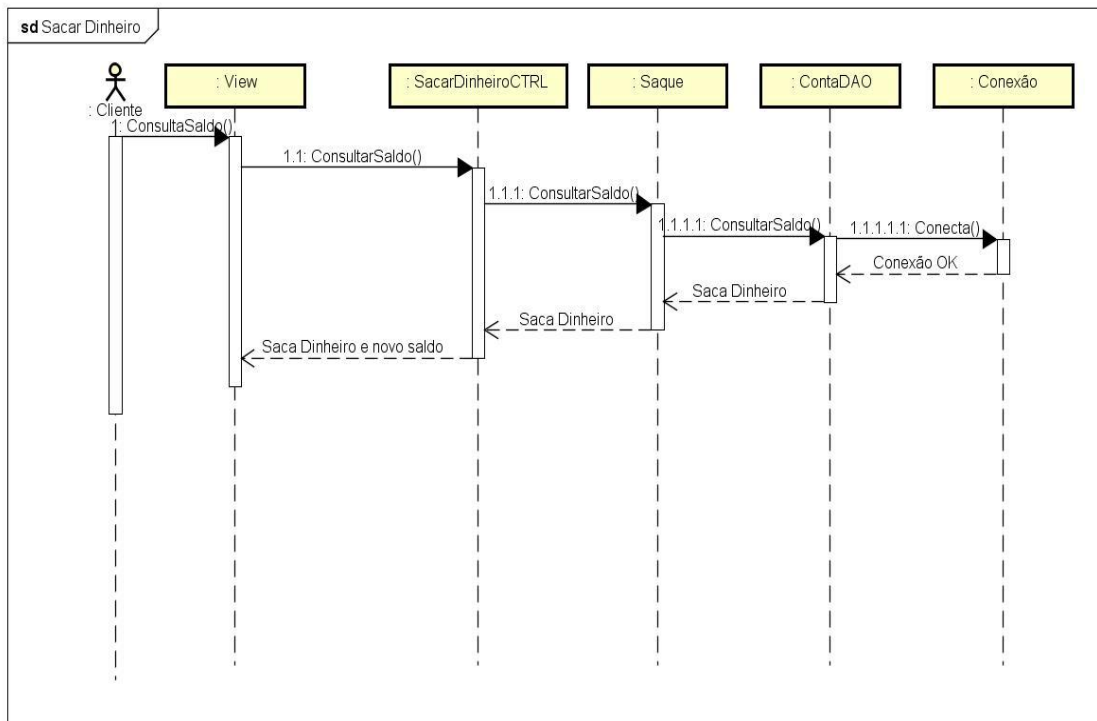 sd Sacar Dinheiro
: Cliente
: View
: SacarDinheiroCTRL
: Saque
: ContaDAO
: Conexão
1: ConsultaSaldo()
1.1: ConsultarSaldo()
1.1.1: ConsultarSaldo()
1.1.1.1: ConsultarSaldo()
1.1.1.1.1: Conecta()
Conexão OK
Saca Dinheiro
Saca Dinheiro
Saca Dinheiro e novo saldo